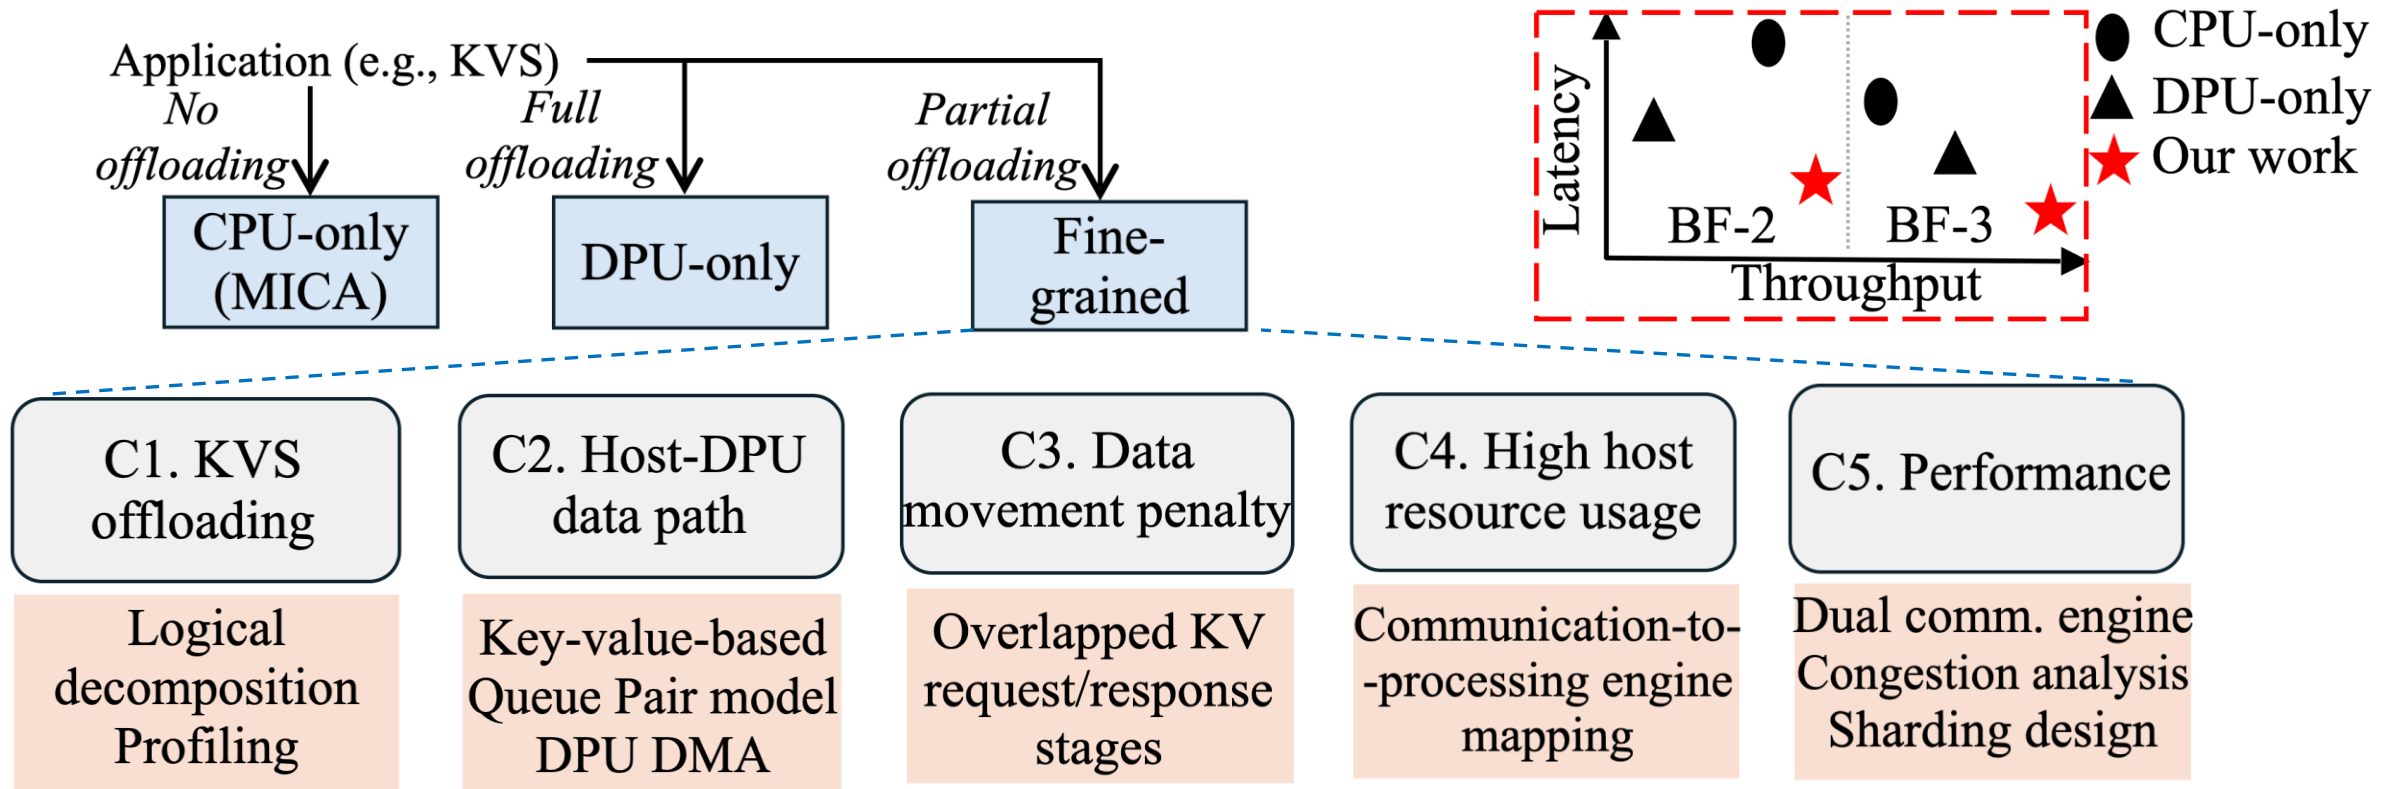 Application (e.g., KVS)
No
offloading
Full
offloading
Partial
offloading
CPU-only
(MICA)
DPU-only
Fine-
grained
Latency
BF-2
BF-3
Throughput
CPU-only
DPU-only
Our work
C1. KVS
offloading
C2. Host-DPU
data path
C3. Data
movement penalty
C4. High host
resource usage
C5. Performance
Logical
decomposition
Profiling
Key-value-based
Queue Pair model
DPU DMA
Overlapped KV
request/response
stages
Communication-to-
-processing engine
mapping
Dual comm. engine
Congestion analysis
Sharding design